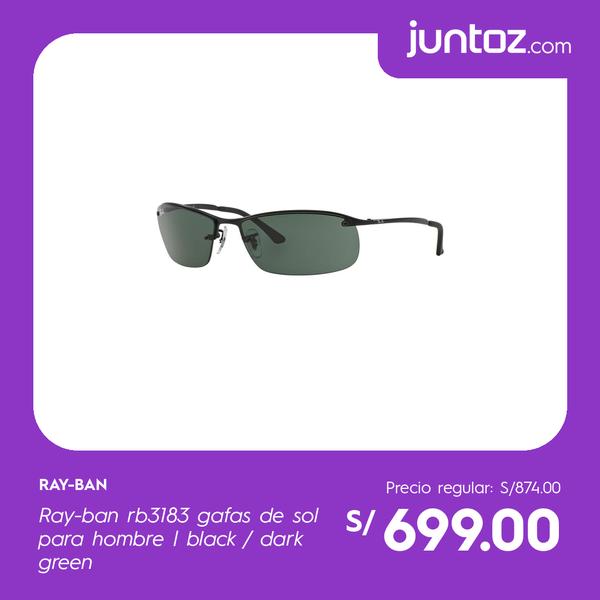 juntoz.com
RAY-BAN
Ray-ban rb3183 gafas de sol
para hombre | black / dark
green
Precio regular: S/874.00
S/ 699.00